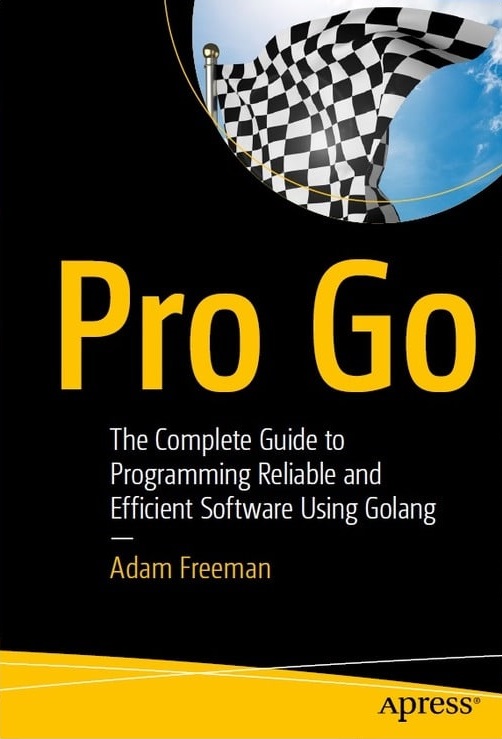 Pro Go
The Complete Guide to
Programming Reliable and
Efficient Software Using Golang
—
Adam Freeman
Apress®